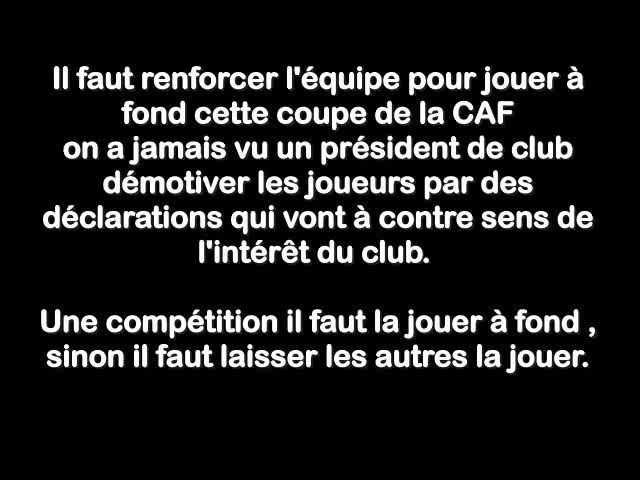 Il faut renforcer l'équipe pour jouer à
fond cette coupe de la CAF
on a jamais vu un président de club
démotiver les joueurs par des
déclarations qui vont à contre sens de
l'intérêt du club.
Une compétition il faut la jouer à fond ,
sinon il faut laisser les autres la jouer.